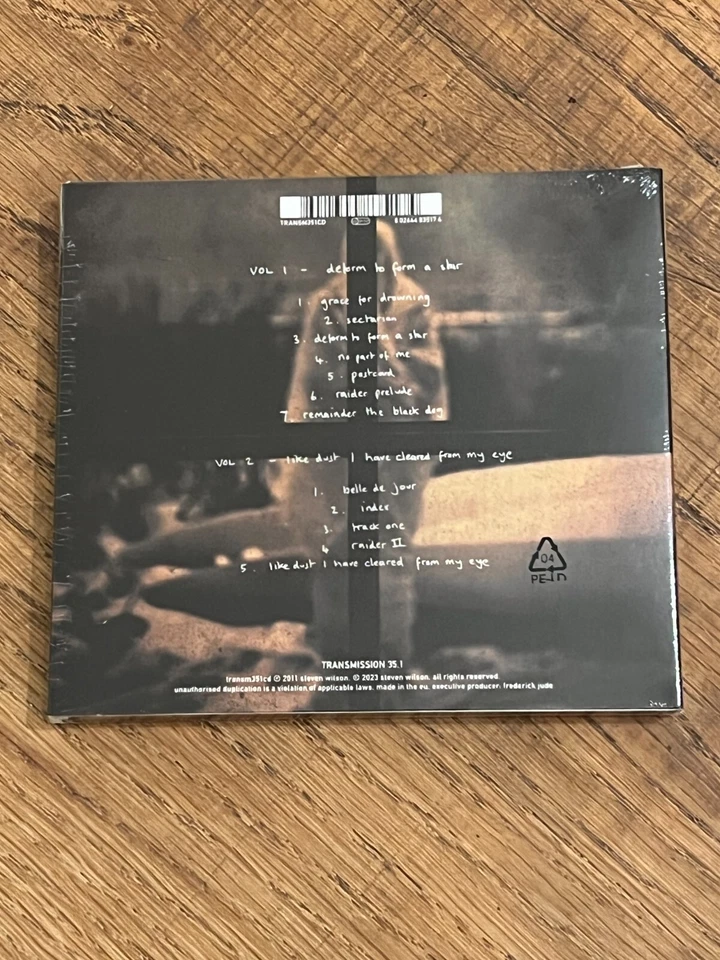 TRANSM351CD 8 02644 83517 6
VOL 1 - deform to form a star
1. grace for drowning
2. sectarian
3. deform to form a star
4. no part of me
5. postcard
6. raider prelude
7. remainder the black dog
VOL 2 - like dust I have cleared from my eye
1. belle de jour
2. index
3. track one
4 raider II
5. like dust I have cleared from my eye
04
PE-LD
TRANSMISSION 35.1
transm351cd ℗ 2011 steven wilson. © 2023 steven wilson. all rights reserved.
unauthorised duplication is a violation of applicable laws. made in the eu. executive producer: frederick jude